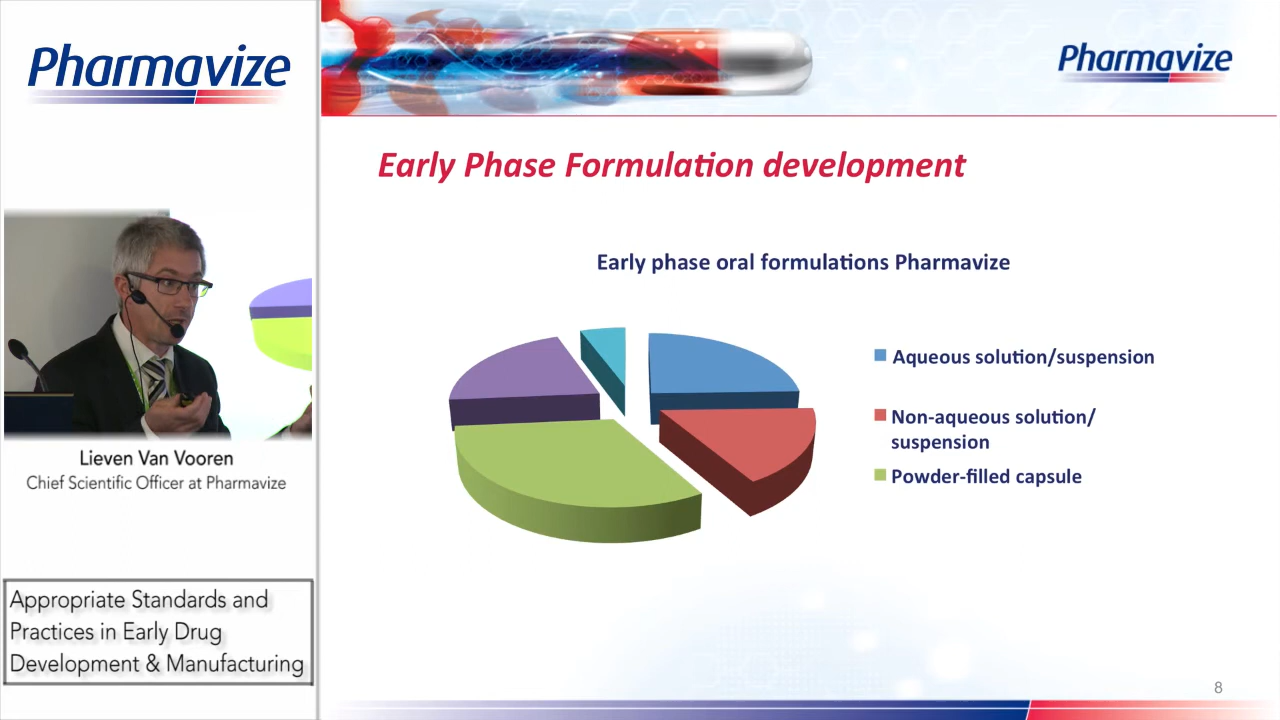 Pharmavize
Pharmavize
Early Phase Formulation development
Early phase oral formulations Pharmavize
Aqueous solution/suspension
Non-aqueous solution/
suspension
Powder-filled capsule
Lieven Van Vooren
Chief Scientific Officer at Pharmavize
Appropriate Standards and
Practices in Early Drug
Development & Manufacturing
8